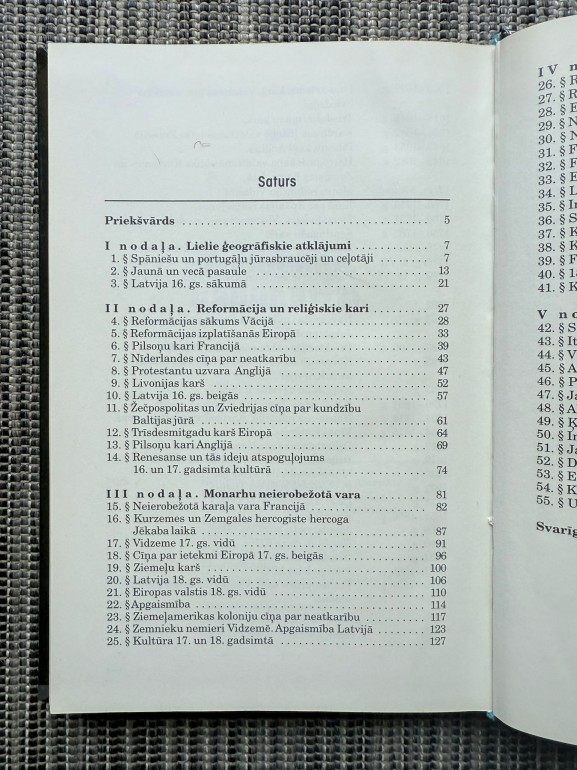 Saturs
Priekšvārds 5
I nodaļa. Lielie ģeogrāfiskie atklājumi 7
1. § Spāniešu un portugāļu jūrasbraucēji un ceļotāji 7
2. § Jaunā un vecā pasaule 13
3. § Latvija 16. gs. sākumā 21
II nodaļa. Reformācija un reliģiskie kari 27
4. § Reformācijas sākums Vācijā 28
5. § Reformācijas izplatīšanās Eiropā 33
6. § Pilsoņu kari Francijā 39
7. § Nīderlandes cīņa par neatkarību 43
8. § Protestantu uzvara Anglijā 47
9. § Livonijas karš 52
10. § Latvija 16. gs. beigās 57
11. § Žečpospolitas un Zviedrijas cīņa par kundzību
Baltijas jūrā 61
12. § Trīsdesmitgadu karš Eiropā 64
13. § Pilsoņu kari Anglijā 69
14. § Renesanse un tās ideju atspoguļojums
16. un 17. gadsimta kultūrā 74
III nodaļa. Monarhu neierobežotā vara 81
15. § Neierobežotā karaļa vara Francijā 82
16. § Kurzemes un Zemgales hercogiste hercoga
Jēkaba laikā 87
17. § Vidzeme 17. gs. vidū 91
18. § Cīņa par ietekmi Eiropā 17. gs. beigās 96
19. § Ziemeļu karš 100
20. § Latvija 18. gs. vidū 106
21. § Eiropas valstis 18. gs. vidū 110
22. § Apgaismība 114
23. § Ziemeļamerikas koloniju cīņa par neatkarību 117
24. § Zemnieku nemieri Vidzemē. Apgaismība Latvijā 123
25. § Kultūra 17. un 18. gadsimtā 127
IV n
26. § R
27. § R
28. § E
29. § N
30. § N
31. § F
32. § F
33. § E
34. § L
35. § In
36. § S
37. § K
38. § K
39. § F
40. § 1
41. § K
V no
42. § S
43. § It
44. § V
45. § A
46. § P
47. § Ja
48. § A
49. § Ķ
50. § In
51. § Ja
52. § D
53. § E
54. § K
55. § U
Svarīg